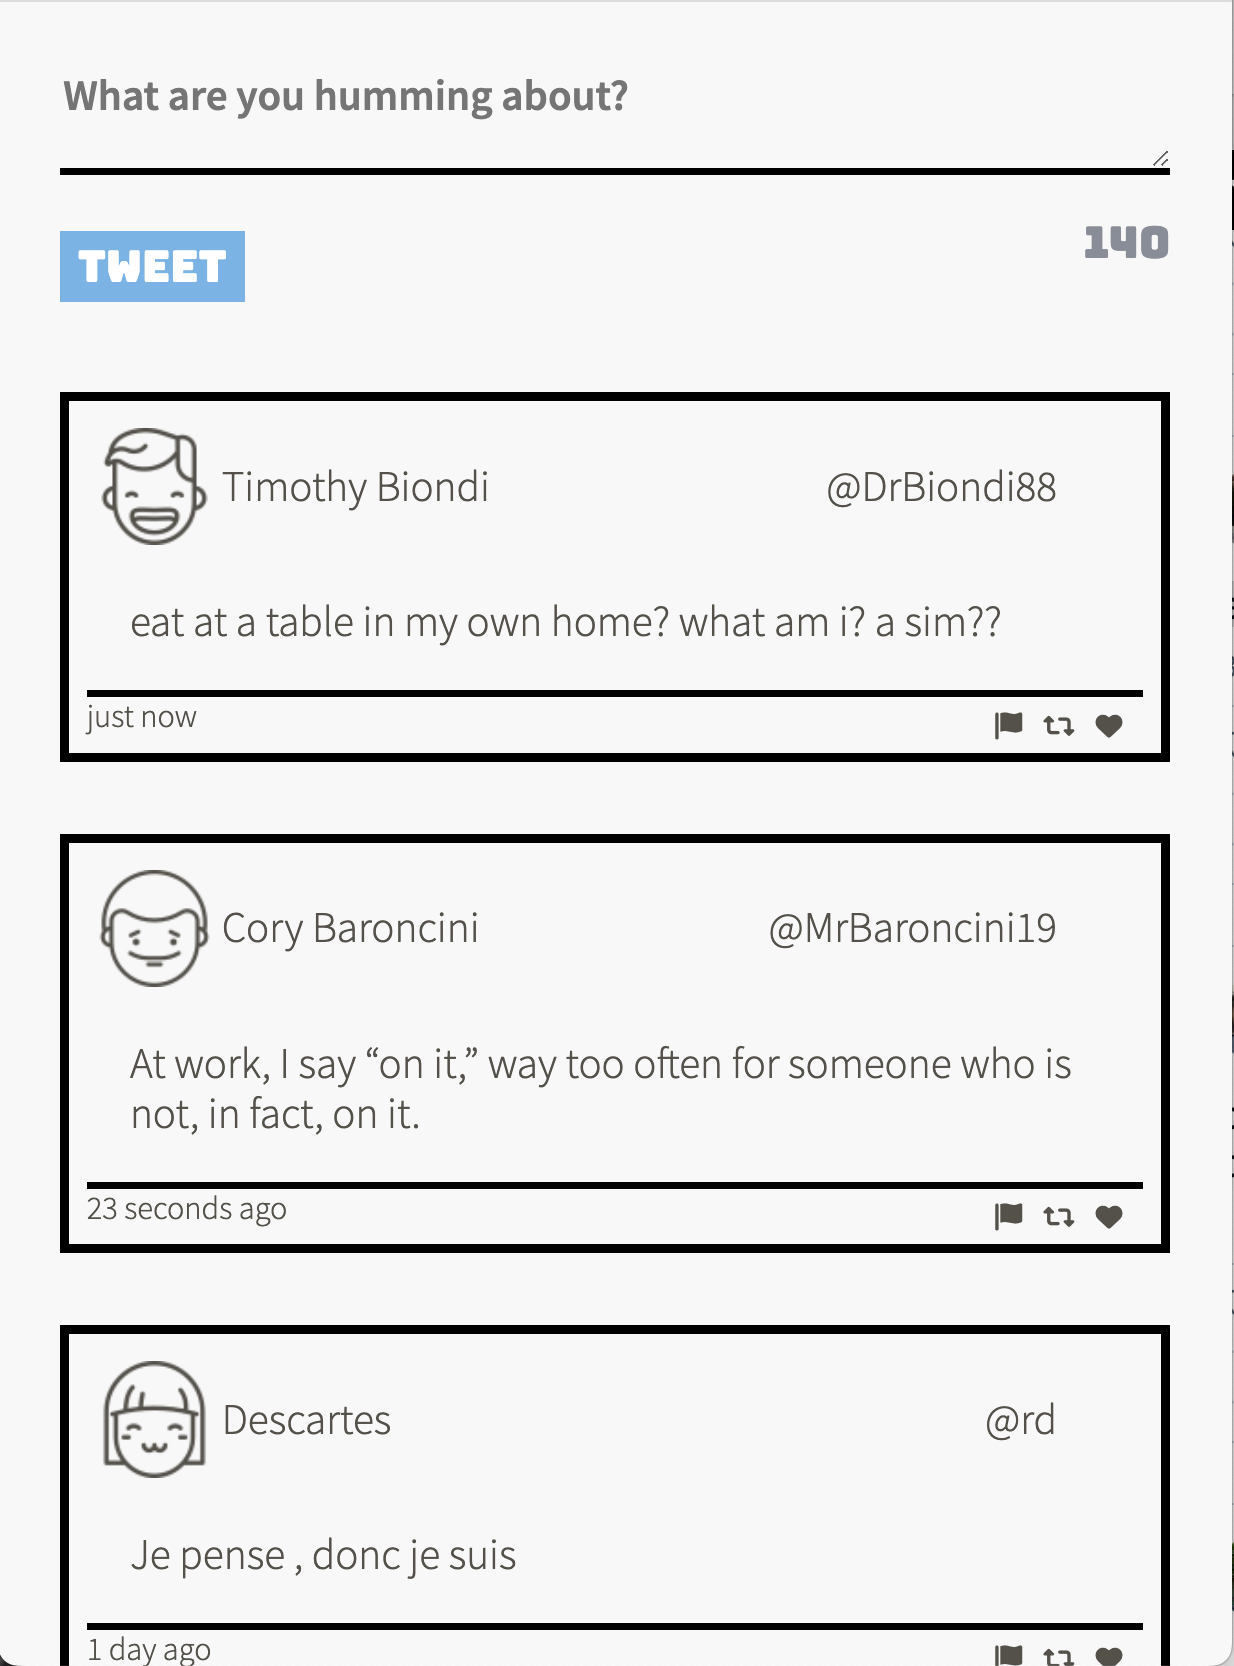 What are you humming about?
TWEET
140
Timothy Biondi
@DrBiondi88
eat at a table in my own home? what am i? a sim??
just now
Cory Baroncini
@MrBaroncini19
At work, I say “on it,” way too often for someone who is
not, in fact, on it.
23 seconds ago
Descartes
@rd
Je pense , donc je suis
1 day ago